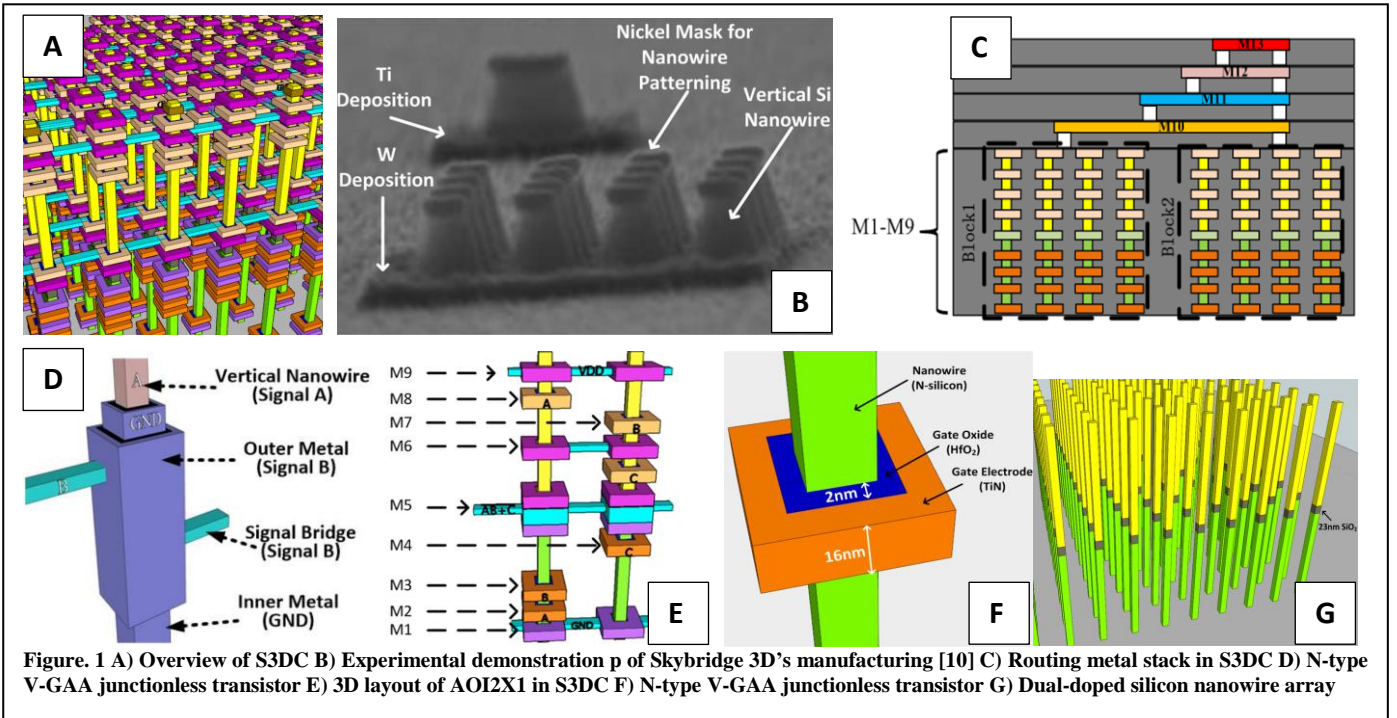 A
Nickel Mask for
Nanowire
Patterning
Ti
Deposition
Vertical Si
Nanowire
W
Deposition
B
C
M13
M12
M11
M10
M1-M9
Block1
Block2
D
A
GND
B
Vertical Nanowire
(Signal A)
Outer Metal
(Signal B)
Signal Bridge
(Signal B)
Inner Metal
(GND)
M9
VDD
M8
A
M7
B
M6
C
M5
AB+C
M4
C
M3
B
M2
A
M1
GND
E
Nanowire
(N-silicon)
Gate Oxide
(HfO₂)
Gate Electrode
(TiN)
2nm
16nm
F
23nm SiO₂
G
Figure. 1 A) Overview of S3DC B) Experimental demonstration p of Skybridge 3D's manufacturing [10] C) Routing metal stack in S3DC D) N-type
V-GAA junctionless transistor E) 3D layout of AOI2X1 in S3DC F) N-type V-GAA junctionless transistor G) Dual-doped silicon nanowire array